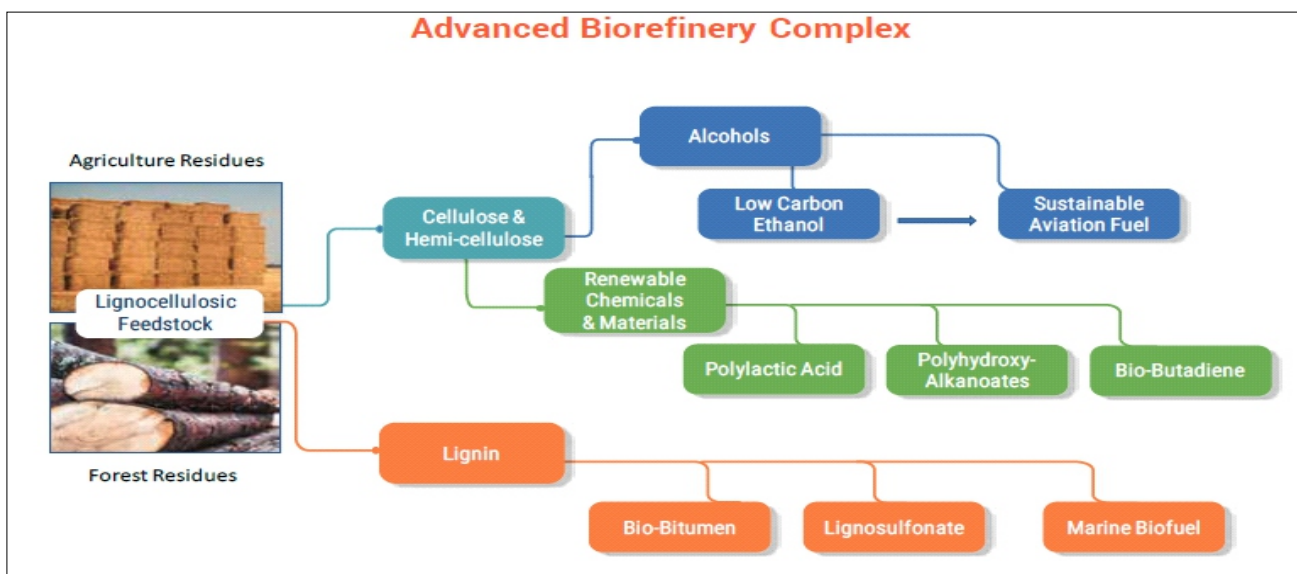 Advanced Biorefinery Complex
Agriculture Residues
Lignocellulosic
Feedstock
Forest Residues
Cellulose &
Hemi-cellulose
Alcohols
Low Carbon
Ethanol
Sustainable
Aviation Fuel
Renewable
Chemicals
& Materials
Polylactic Acid
Polyhydroxy-
Alkanoates
Bio-Butadiene
Lignin
Bio-Bitumen
Lignosulfonate
Marine Biofuel